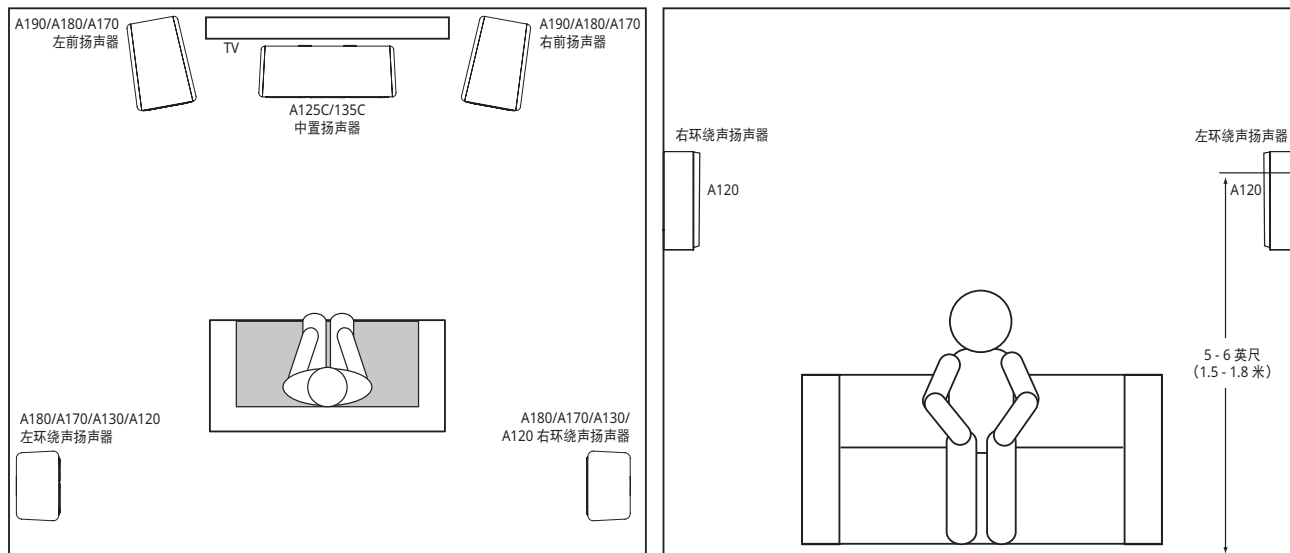 A190/A180/A170
左前扬声器
TV
A190/A180/A170
右前扬声器
A125C/135C
中置扬声器
A180/A170/A130/A120
左环绕声扬声器
A180/A170/A130/
A120 右环绕声扬声器
右环绕声扬声器
A120
左环绕声扬声器
A120
5 - 6 英尺
(1.5 - 1.8 米)